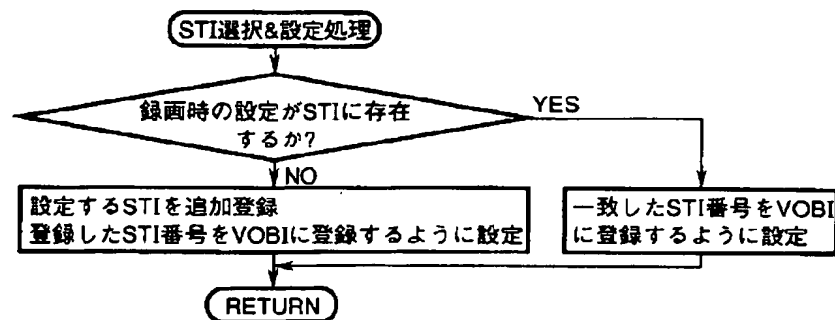 STI選択&設定処理
録画時の設定がSTIに存在
するか?
YES
NO
設定するSTIを追加登録
登録したSTI番号をVOBIに登録するように設定
一致したSTI番号をVOBI
に登録するように設定
RETURN